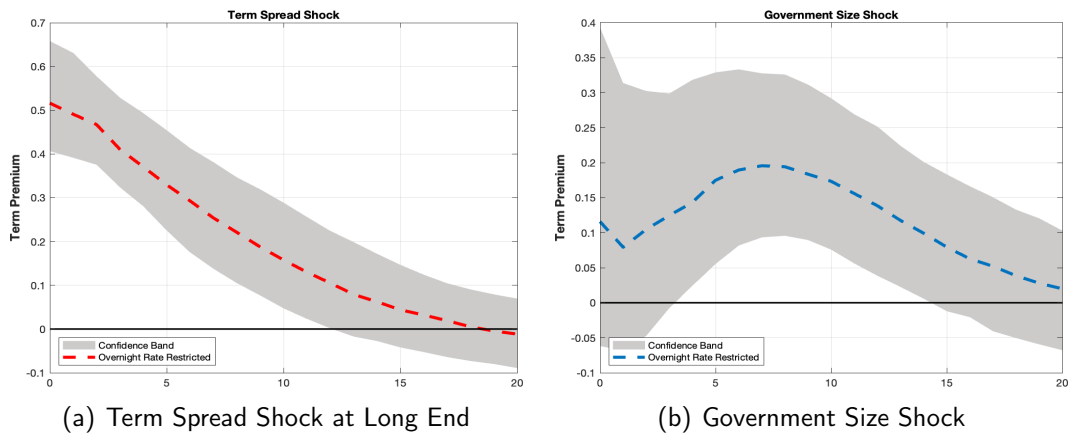 Term Spread Shock
0.7
0.6
0.5
0.4
0.3
0.2
0.1
0
-0.1
Term Premium
Confidence Band
Overnight Rate Restricted
0 5 10 15 20
(a) Term Spread Shock at Long End
Government Size Shock
0.4
0.35
0.3
0.25
0.2
0.15
0.1
0.05
0
-0.05
-0.1
Term Premium
Confidence Band
Overnight Rate Restricted
0 5 10 15 20
(b) Government Size Shock